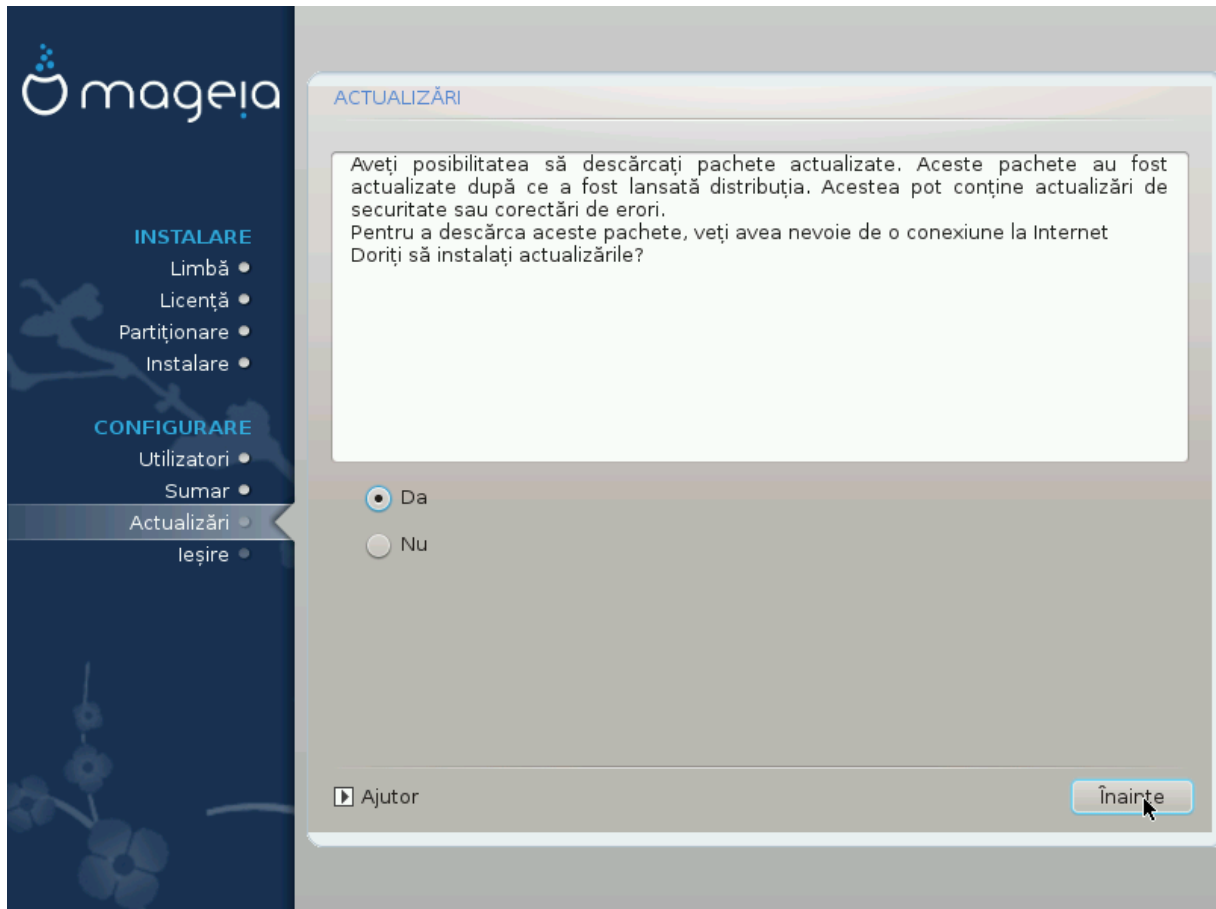 mageia
INSTALARE
Limbă
Licență
Partiționare
Instalare
CONFIGURARE
Utilizatori
Sumar
Actualizări
Ieșire
ACTUALIZĂRI
Aveți posibilitatea să descărcați pachete actualizate. Aceste pachete au fost
actualizate după ce a fost lansată distribuția. Acestea pot conține actualizări de
securitate sau corectări de erori.
Pentru a descărca aceste pachete, veți avea nevoie de o conexiune la Internet
Doriți să instalați actualizările?
Da
Nu
Ajutor
Înainte